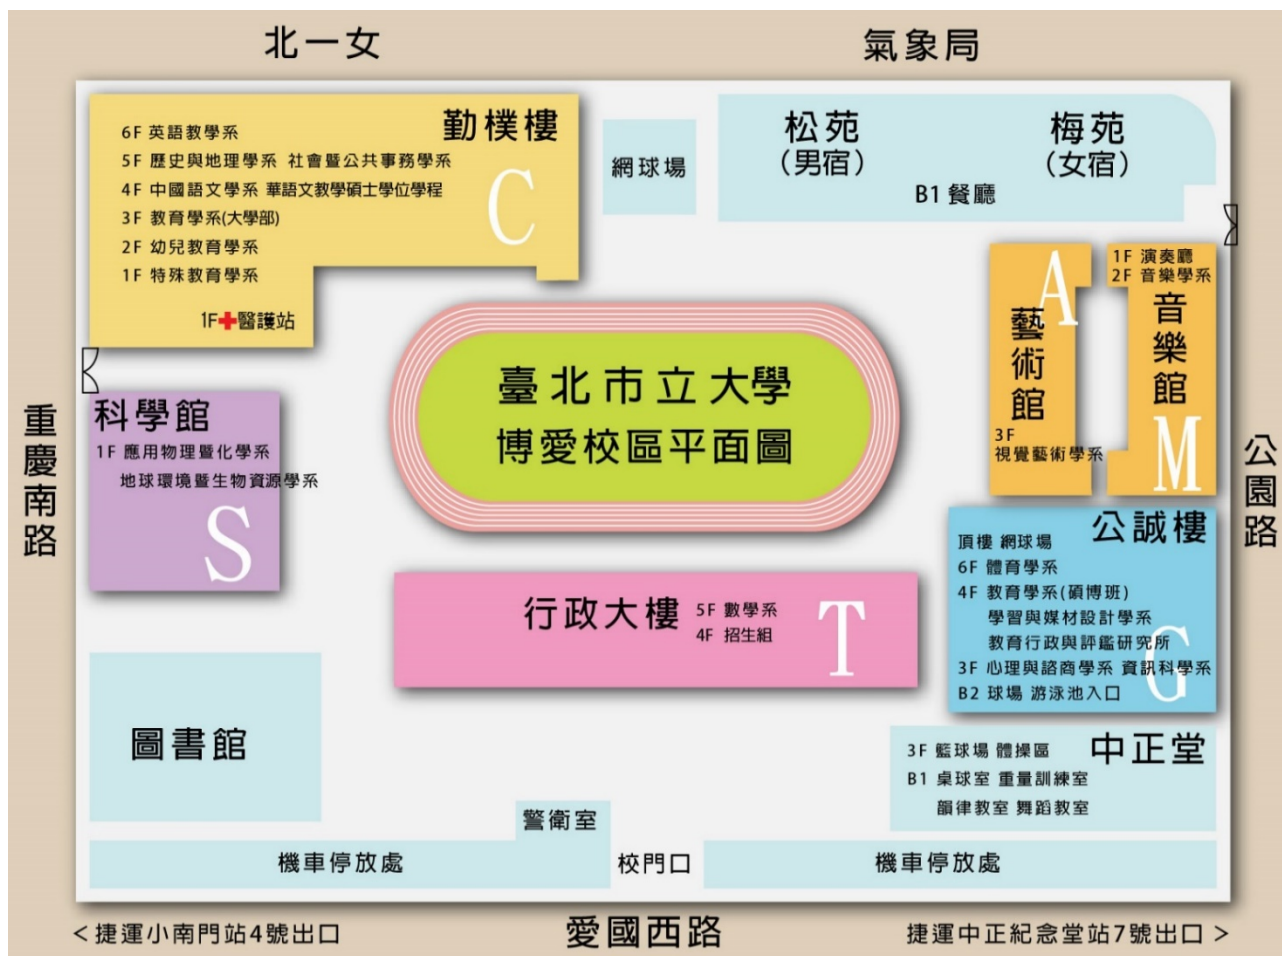 北一女
氣象局
勤樸樓
6F 英語教學系
5F 歷史與地理學系 社會暨公共事務學系
4F 中國語文學系 華語文教學碩士學位學程
3F 教育學系(大學部)
2F 幼兒教育學系
1F 特殊教育學系
C
1F✚醫護站
網球場
松苑
(男宿)
梅苑
(女宿)
B1 餐廳
A
藝術館
3F
視覺藝術學系
1F 演奏廳
2F 音樂學系
音樂館
M
臺北市立大學
博愛校區平面圖
重慶南路
科學館
1F 應用物理暨化學系
地球環境暨生物資源學系
S
公園路
公誠樓
頂樓 網球場
6F 體育學系
4F 教育學系(碩博班)
學習與媒材設計學系
教育行政與評鑑研究所
3F 心理與諮商學系 資訊科學系
B2 球場 游泳池入口
G
行政大樓
5F 數學系
4F 招生組
T
圖書館
中正堂
3F 籃球場 體操區
B1 桌球室 重量訓練室
韻律教室 舞蹈教室
警衛室
機車停放處
校門口
機車停放處
<捷運小南門站4號出口
愛國西路
捷運中正紀念堂站7號出口>